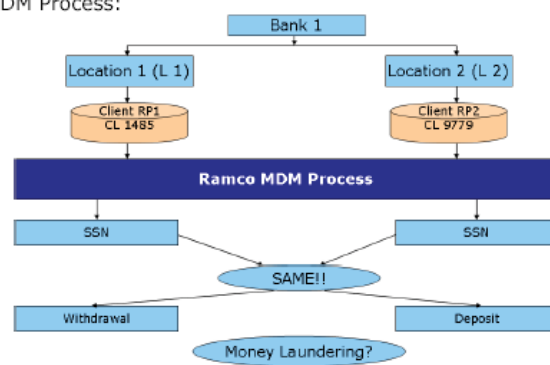 DM Process:
Bank 1
Location 1 (L 1)
Location 2 (L 2)
Client RP1
CL 1485
Client RP2
CL 9779
Ramco MDM Process
SSN
SSN
SAME!!
Withdrawal
Deposit
Money Laundering?